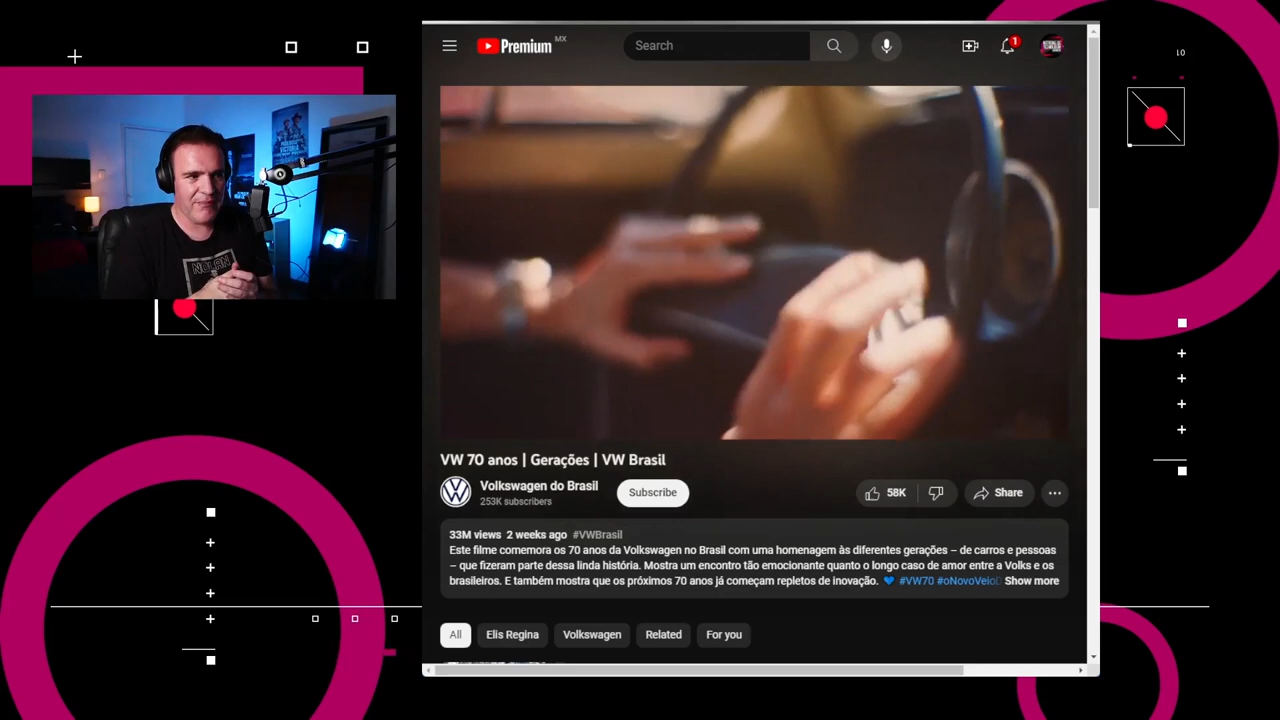 Premium MX
Search
1
10
NOLAN
VW 70 anos | Gerações | VW Brasil
Volkswagen do Brasil
253K subscribers
Subscribe
58K
Share
33M views 2 weeks ago #VWBrasil
Este filme comemora os 70 anos da Volkswagen no Brasil com uma homenagem às diferentes gerações – de carros e pessoas
– que fizeram parte dessa linda história. Mostra um encontro tão emocionante quanto o longo caso de amor entre a Volks e os
brasileiros. E também mostra que os próximos 70 anos já começam repletos de inovação. 💙 #VW70 #oNovoVeioD Show more
All
Elis Regina
Volkswagen
Related
For you